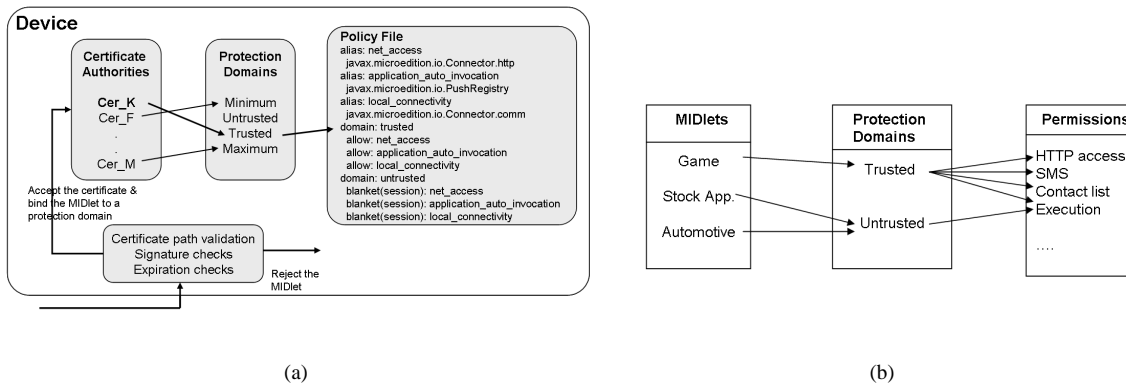 Device
Certificate
Authorities
Cer_K
Cer_F
.
.
Cer_M
Protection
Domains
Minimum
Untrusted
Trusted
Maximum
Policy File
alias: net_access
javax.microedition.io.Connector.http
alias: application_auto_invocation
javax.microedition.io.PushRegistry
alias: local_connectivity
javax.microedition.io.Connector.comm
domain: trusted
allow: net_access
allow: application_auto_invocation
allow: local_connectivity
domain: untrusted
blanket(session): net_access
blanket(session): application_auto_invocation
blanket(session): local_connectivity
Accept the certificate &
bind the MIDlet to a
protection domain
Certificate path validation
Signature checks
Expiration checks
Reject the
MIDlet
(a)
MIDlets
Game
Stock App.
Automotive
Protection
Domains
Trusted
Untrusted
Permissions
HTTP access
SMS
Contact list
Execution
....
(b)